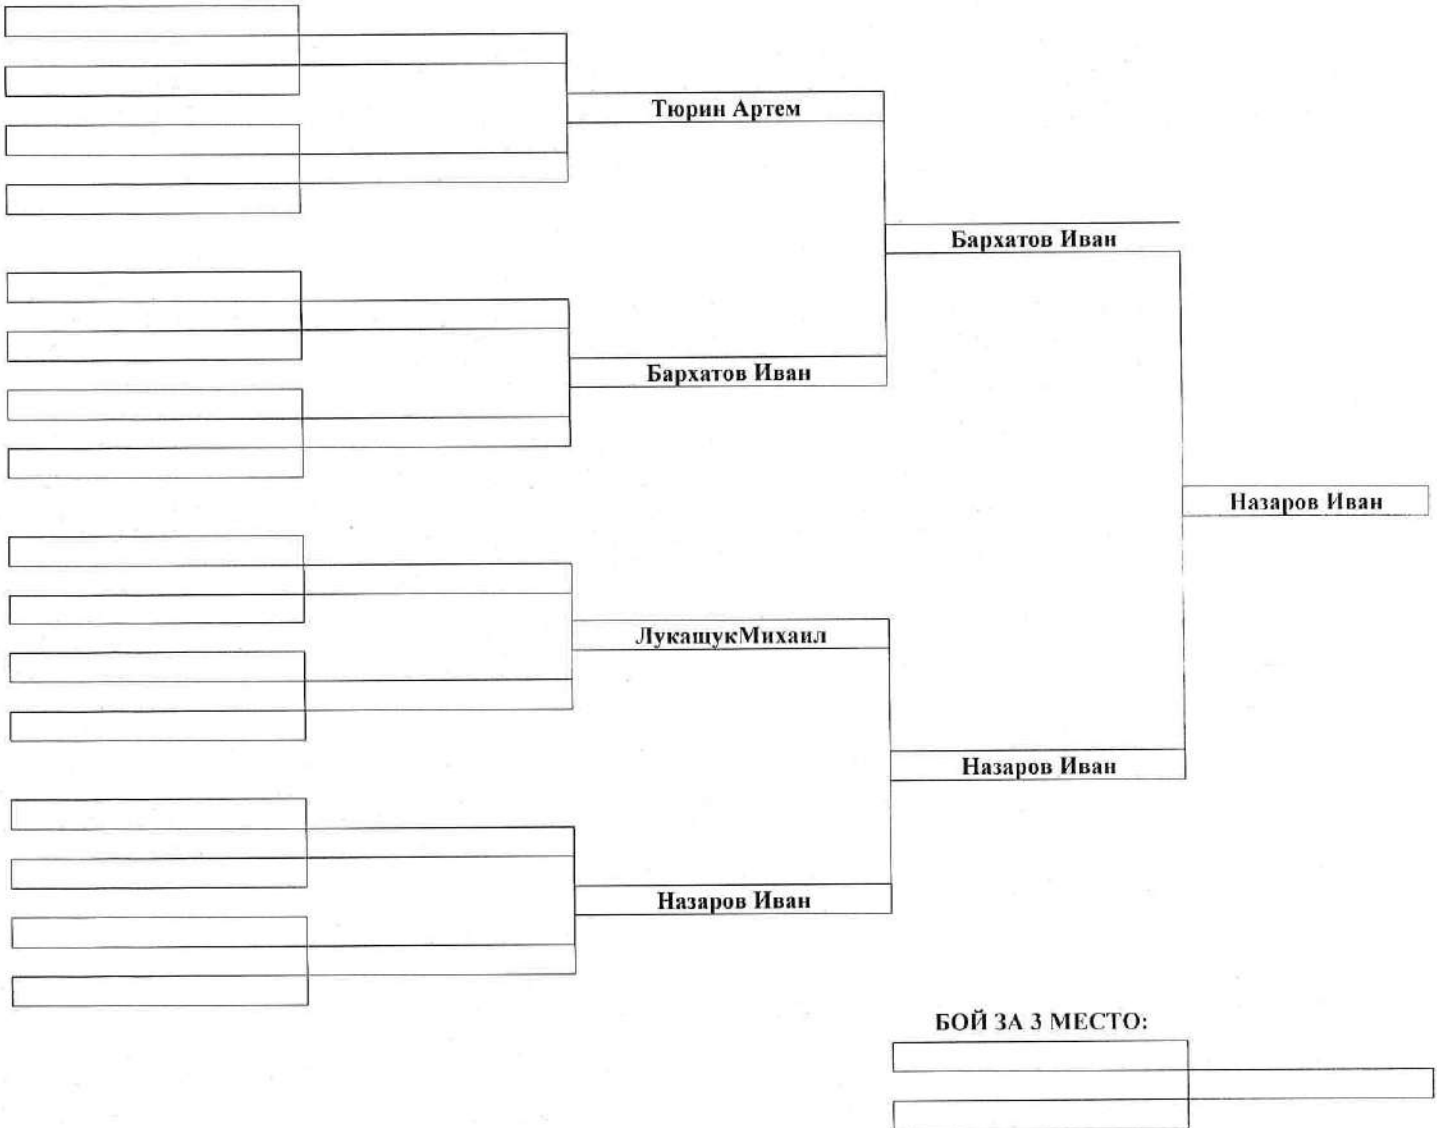 Тюрин Артем
Бархатов Иван
Бархатов Иван
Назаров Иван
ЛукащукМихаил
Назаров Иван
Назаров Иван
БОЙ ЗА 3 МЕСТО: